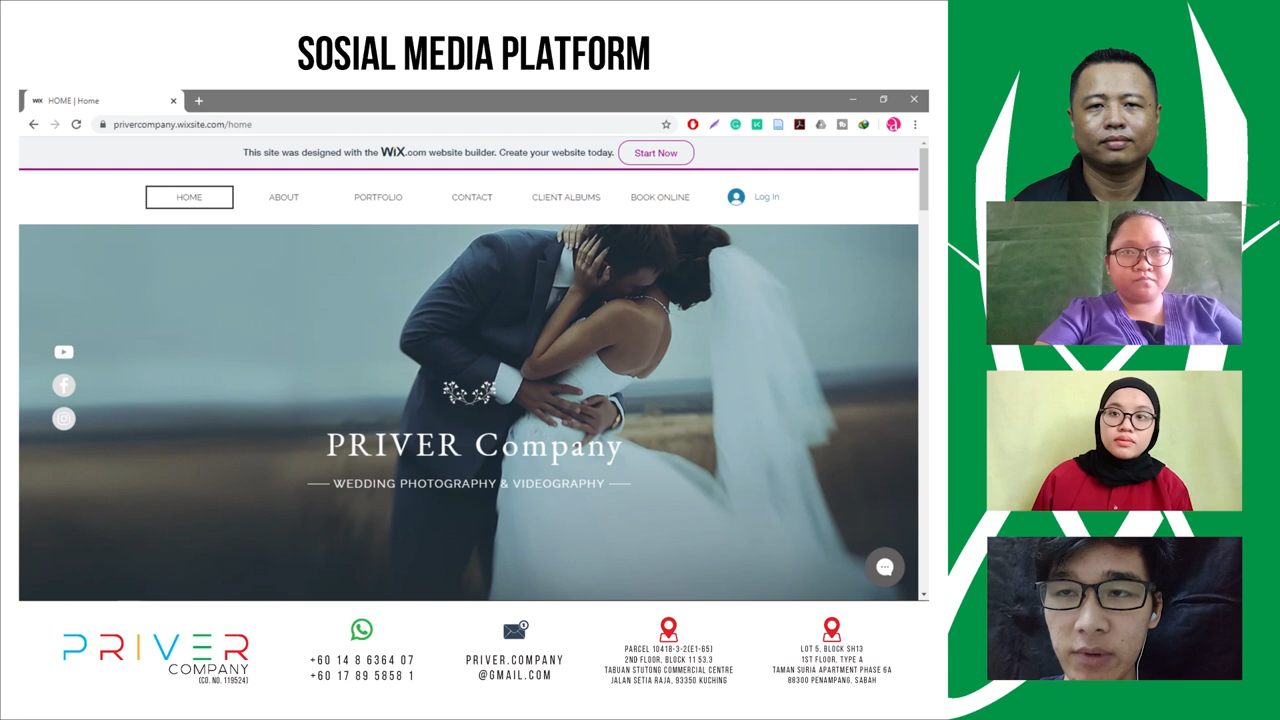 SOSIAL MEDIA PLATFORM
WIX HOME | Home
privercompany.wixsite.com/home
This site was designed with the WiX.com website builder. Create your website today. Start Now
HOME ABOUT PORTFOLIO CONTACT CLIENT ALBUMS BOOK ONLINE Log In
PRIVER Company
WEDDING PHOTOGRAPHY & VIDEOGRAPHY
PRIVER
COMPANY
(CO. NO. 119524)
+60 14 8 6364 07
+60 17 89 5858 1
PRIVER.COMPANY
@GMAIL.COM
PARCEL 10418-3-2(E1-65)
2ND FLOOR, BLOCK 11 53.3
TABUAN STUTONG COMMERCIAL CENTRE
JALAN SETIA RAJA, 93350 KUCHING
LOT 5, BLOCK SH13
1ST FLOOR, TYPE A
TAMAN SURIA APARTMENT PHASE 6A
88300 PENAMPANG, SABAH